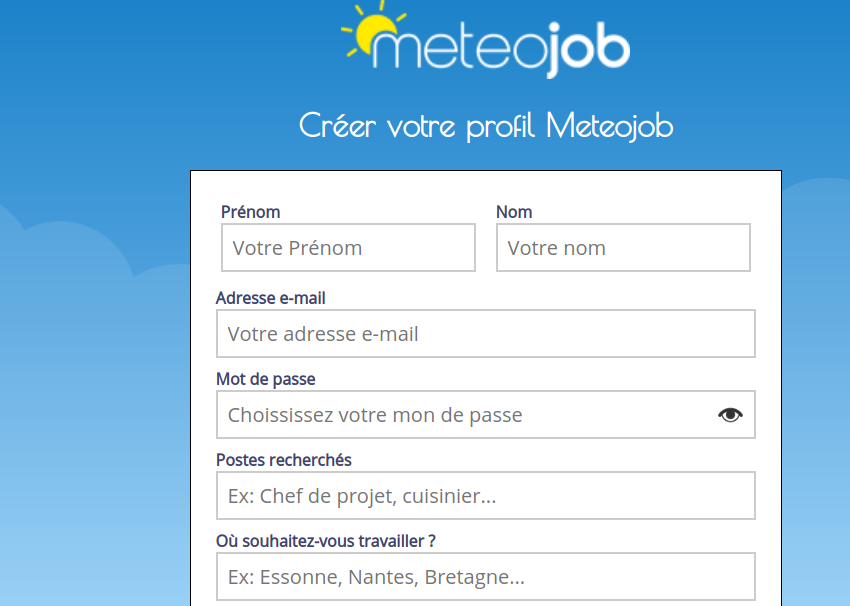 meteojob
Créer votre profil Meteojob
Prénom
Nom
Votre Prénom
Votre nom
Adresse e-mail
Votre adresse e-mail
Mot de passe
Choississez votre mon de passe
Postes recherchés
Ex: Chef de projet, cuisinier...
Où souhaitez-vous travailler ?
Ex: Essonne, Nantes, Bretagne...